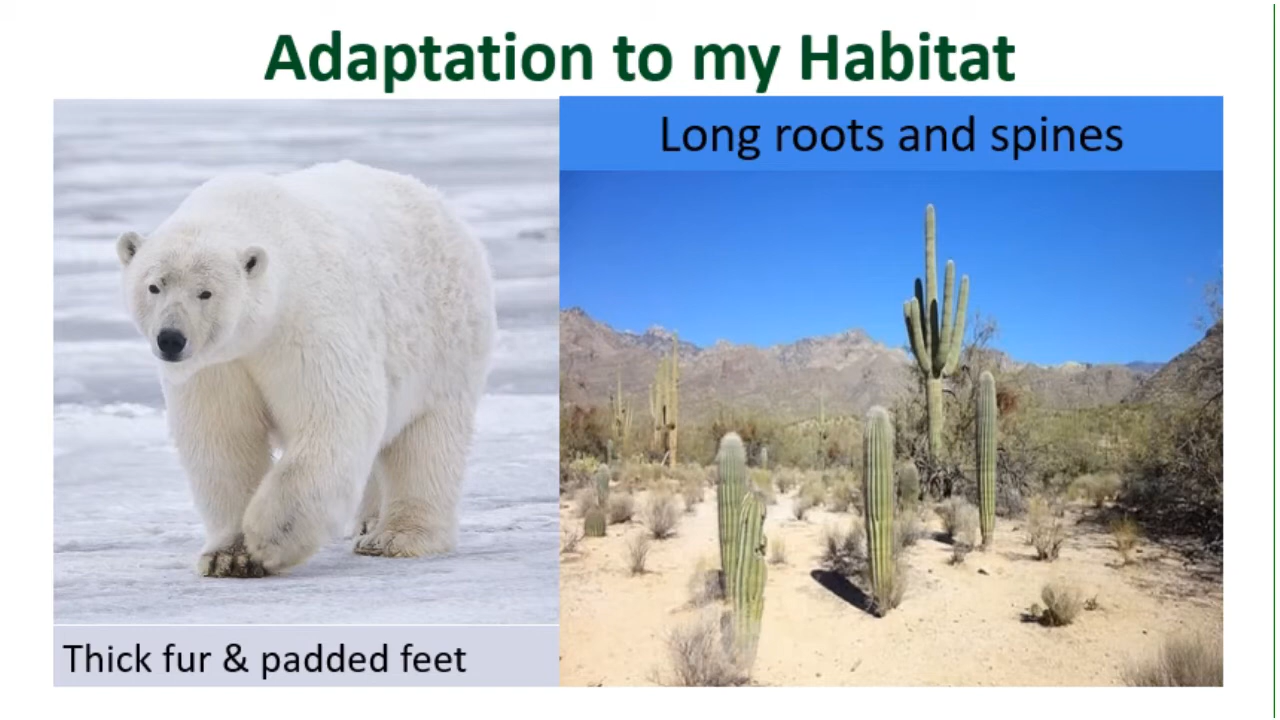 Adaptation to my Habitat
Long roots and spines
Thick fur & padded feet